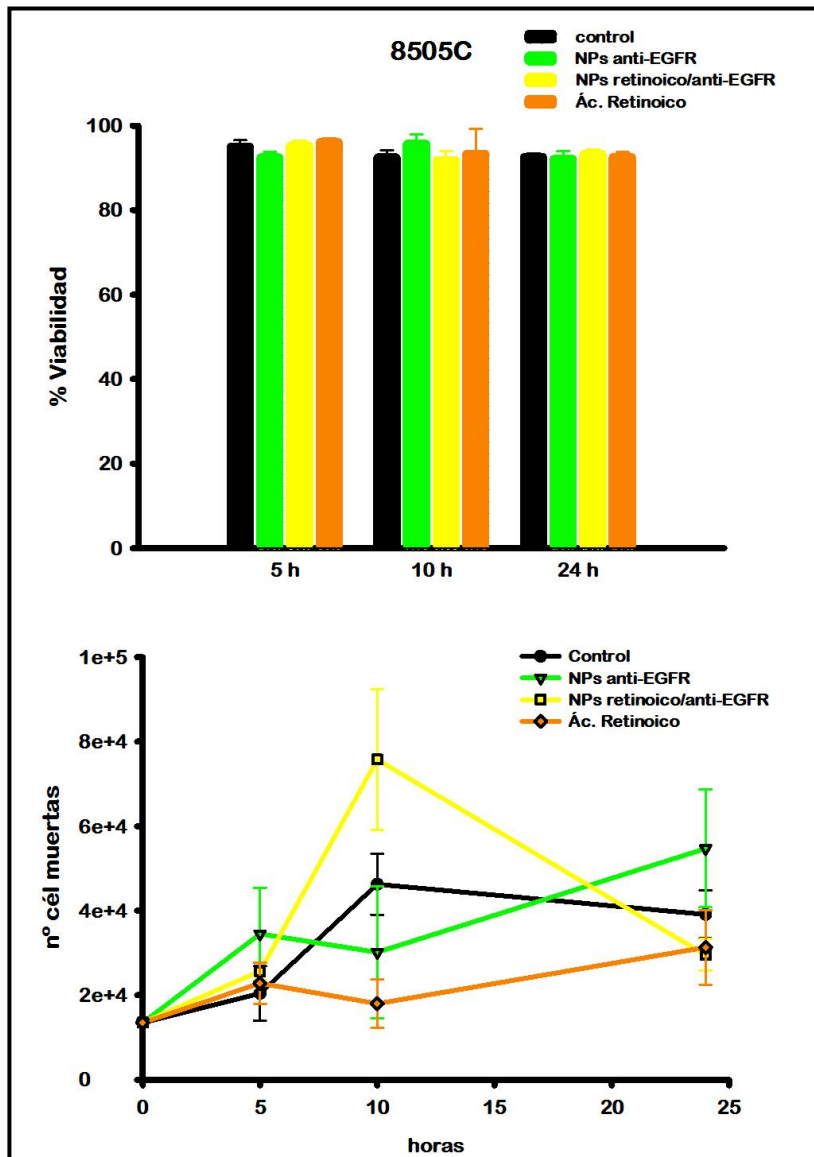 8505C
control
NPs anti-EGFR
NPs retinoico/anti-EGFR
Ác. Retinoico
% Viabilidad
100
80
60
40
20
0
5 h 10 h 24 h
Control
NPs anti-EGFR
NPs retinoico/anti-EGFR
Ác. Retinoico
nº cél muertas
1e+5
8e+4
6e+4
4e+4
2e+4
0
0 5 10 15 20 25
horas